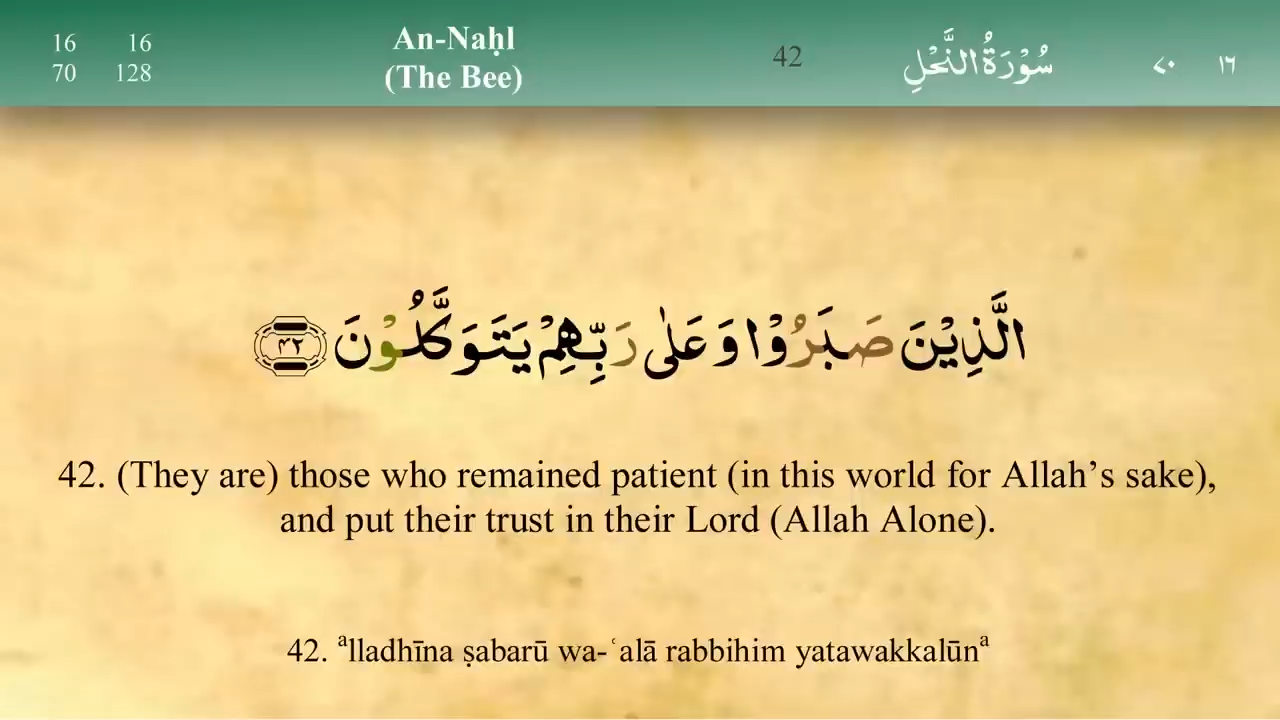 16 16 An-Naḥl 42 سُوْرَةُ النَّحْلِ ٧٠ ١٦
70 128 (The Bee)
الَّذِيْنَ صَبَرُوْا وَعَلٰى رَبِّهِمْ يَتَوَكَّلُوْنَ ٤٢
42. (They are) those who remained patient (in this world for Allah’s sake),
and put their trust in their Lord (Allah Alone).
42. ᵃlladhīna ṣabarū wa-ʿalā rabbihim yatawakkalūnᵃ